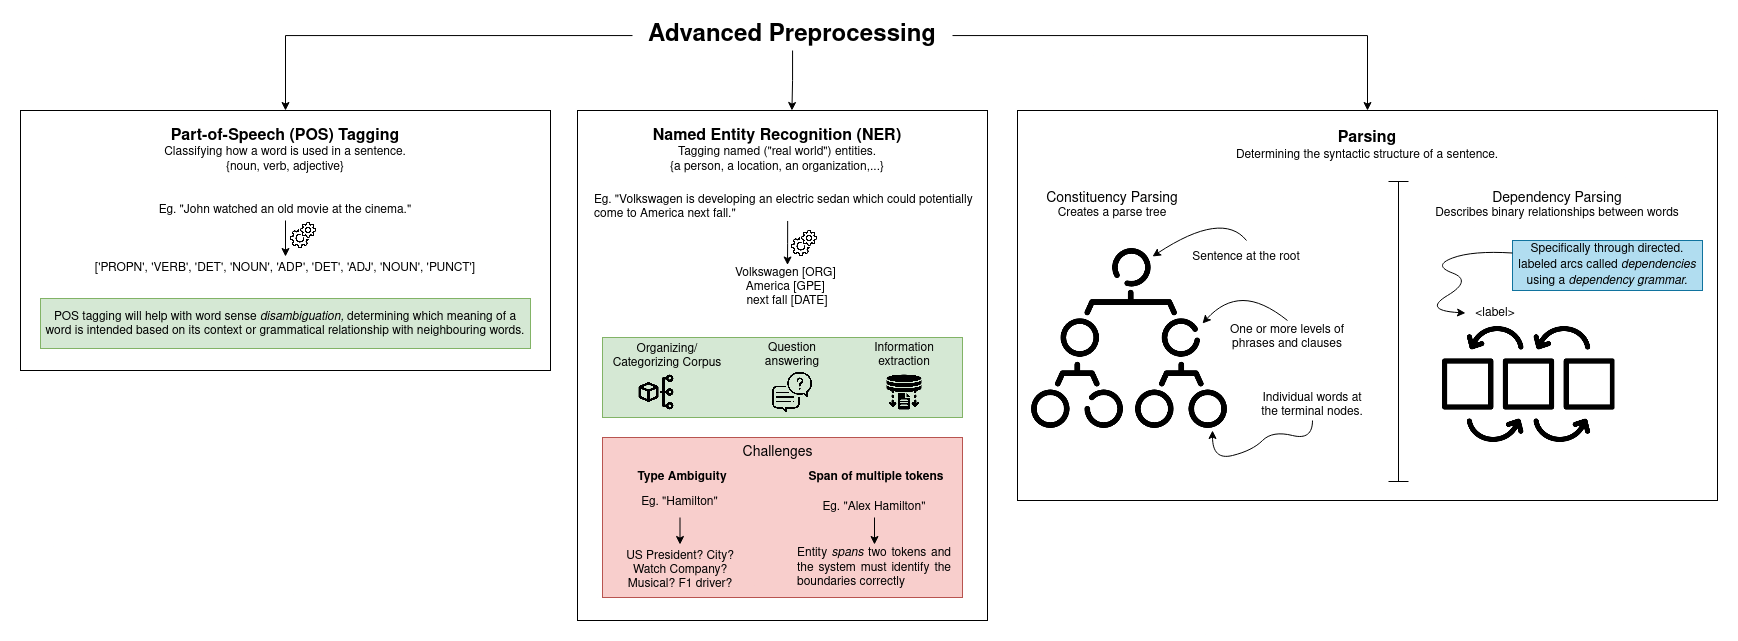 Advanced Preprocessing
Part-of-Speech (POS) Tagging
Classifying how a word is used in a sentence.
{noun, verb, adjective}
Eg. "John watched an old movie at the cinema."
['PROPN', 'VERB', 'DET', 'NOUN', 'ADP', 'DET', 'ADJ', 'NOUN', 'PUNCT']
POS tagging will help with word sense disambiguation, determining which meaning of a
word is intended based on its context or grammatical relationship with neighbouring words.
Named Entity Recognition (NER)
Tagging named ("real world") entities.
{a person, a location, an organization,...}
Eg. "Volkswagen is developing an electric sedan which could potentially
come to America next fall."
Volkswagen [ORG]
America [GPE]
next fall [DATE]
Organizing/
Categorizing Corpus
Question
answering
?
Information
extraction
Challenges
Type Ambiguity
Eg. "Hamilton"
US President? City?
Watch Company?
Musical? F1 driver?
Span of multiple tokens
Eg. "Alex Hamilton"
Entity spans two tokens and
the system must identify the
boundaries correctly
Parsing
Determining the syntactic structure of a sentence.
Constituency Parsing
Creates a parse tree
Sentence at the root
One or more levels of
phrases and clauses
Individual words at
the terminal nodes.
Dependency Parsing
Describes binary relationships between words
Specifically through directed.
labeled arcs called dependencies
using a dependency grammar.
<label>